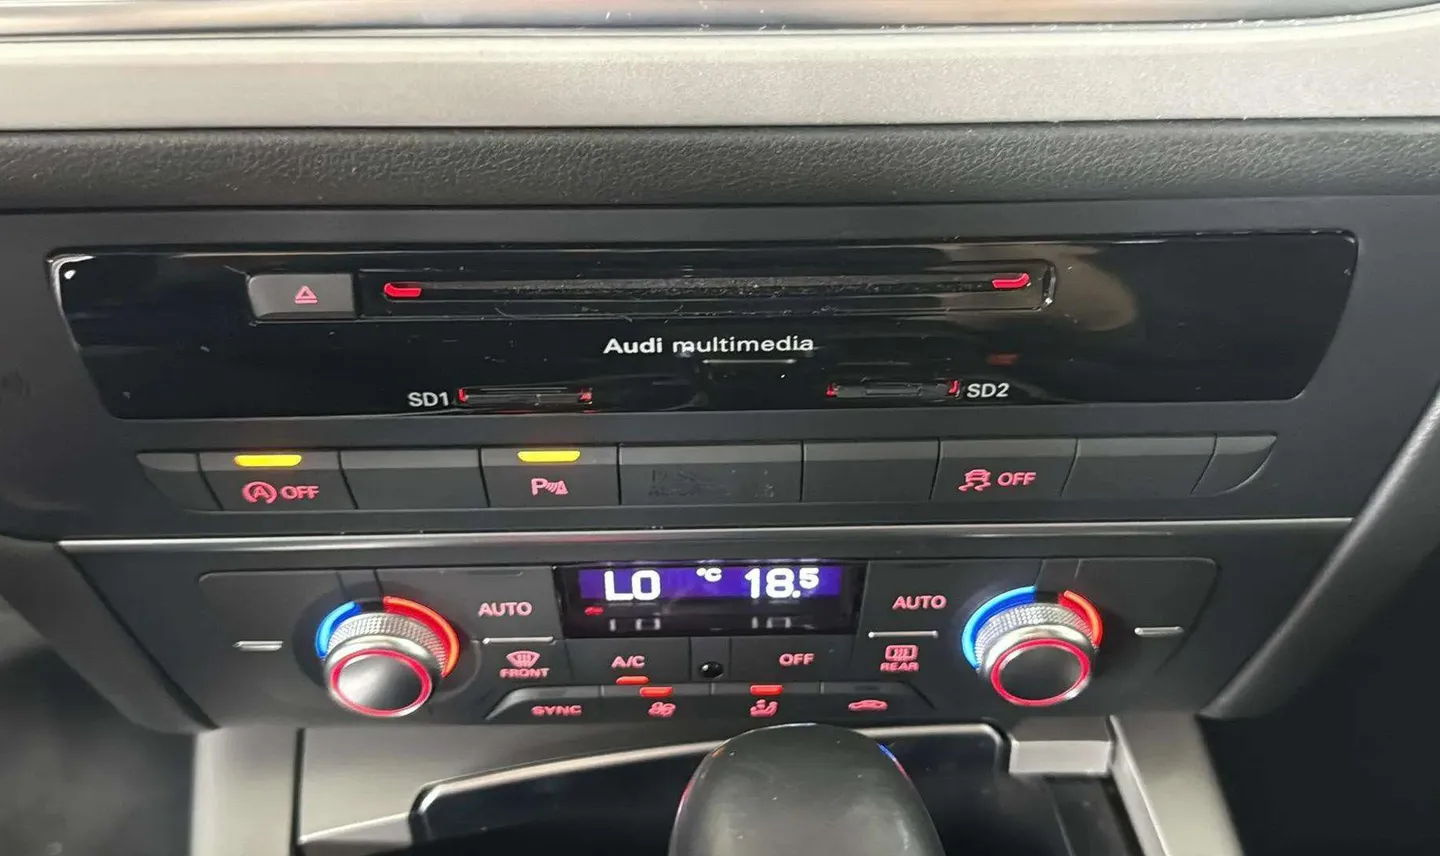 Audi multimedia
SD1 SD2
A OFF P OFF
LO °C 18.5
AUTO AUTO
FRONT A/C OFF REAR
SYNC